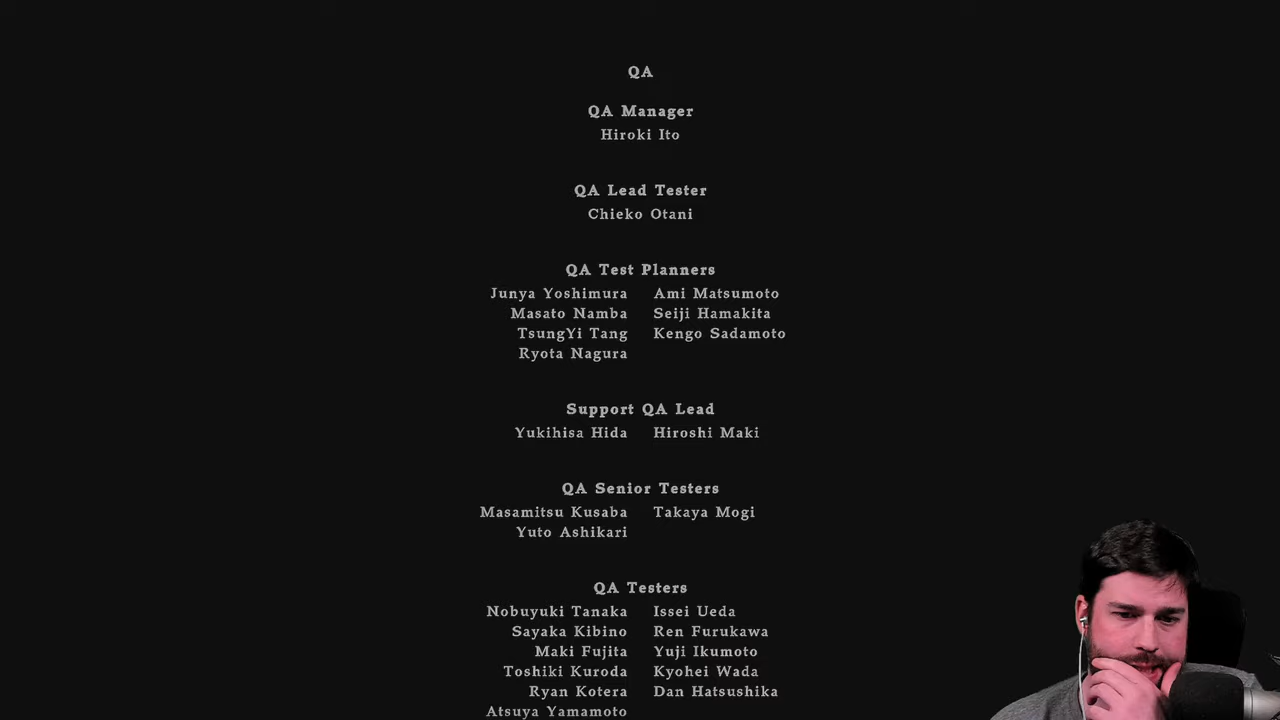 QA
QA Manager
Hiroki Ito
QA Lead Tester
Chieko Otani
QA Test Planners
Junya Yoshimura Ami Matsumoto
Masato Namba Seiji Hamakita
TsungYi Tang Kengo Sadamoto
Ryota Nagura
Support QA Lead
Yukihisa Hida Hiroshi Maki
QA Senior Testers
Masamitsu Kusaba Takaya Mogi
Yuto Ashikari
QA Testers
Nobuyuki Tanaka Issei Ueda
Sayaka Kibino Ren Furukawa
Maki Fujita Yuji Ikumoto
Toshiki Kuroda Kyohei Wada
Ryan Kotera Dan Hatsushika
Atsuya Yamamoto